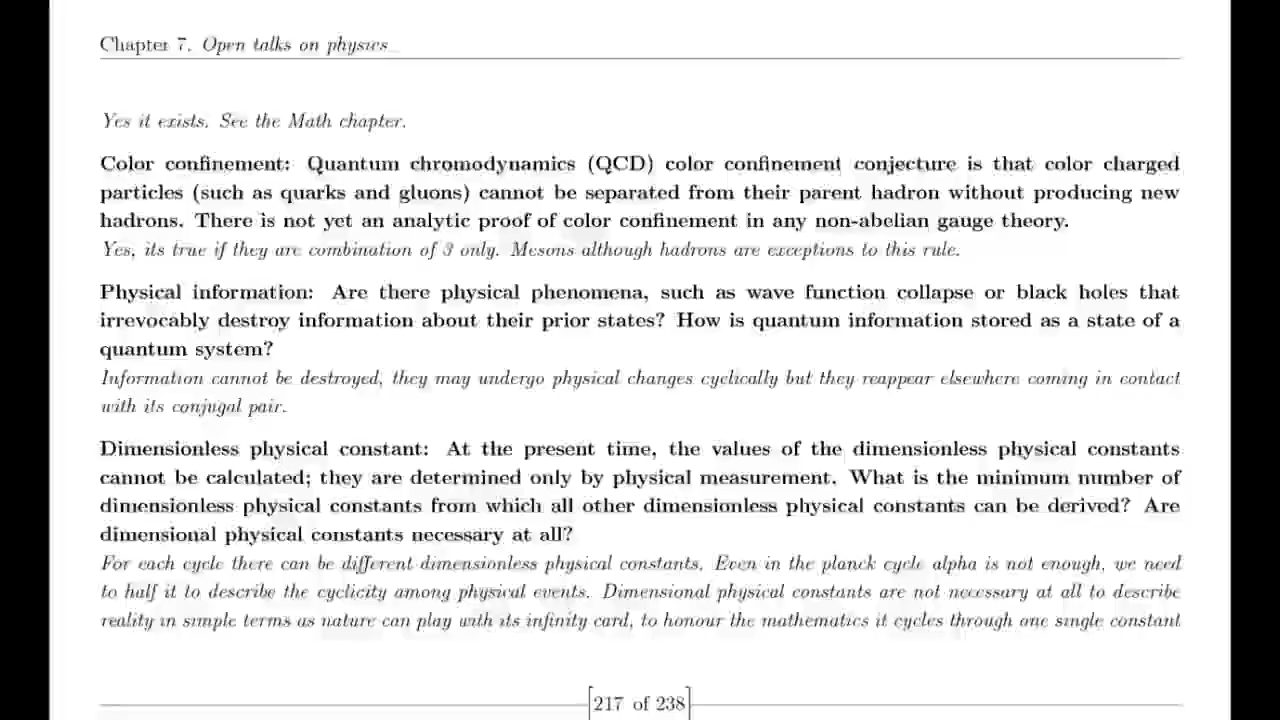 Chapter 7. Open talks on physics
Yes it exists. See the Math chapter.
Color confinement: Quantum chromodynamics (QCD) color confinement conjecture is that color charged
particles (such as quarks and gluons) cannot be separated from their parent hadron without producing new
hadrons. There is not yet an analytic proof of color confinement in any non-abelian gauge theory.
Yes, its true if they are combination of 3 only. Mesons although hadrons are exceptions to this rule.
Physical information: Are there physical phenomena, such as wave function collapse or black holes that
irrevocably destroy information about their prior states? How is quantum information stored as a state of a
quantum system?
Information cannot be destroyed, they may undergo physical changes cyclically but they reappear elsewhere coming in contact
with its conjugal pair.
Dimensionless physical constant: At the present time, the values of the dimensionless physical constants
cannot be calculated; they are determined only by physical measurement. What is the minimum number of
dimensionless physical constants from which all other dimensionless physical constants can be derived? Are
dimensional physical constants necessary at all?
For each cycle there can be different dimensionless physical constants. Even in the planck cycle alpha is not enough, we need
to half it to describe the cyclicity among physical events. Dimensional physical constants are not necessary at all to describe
reality in simple terms as nature can play with its infinity card, to honour the mathematics it cycles through one single constant
217 of 238